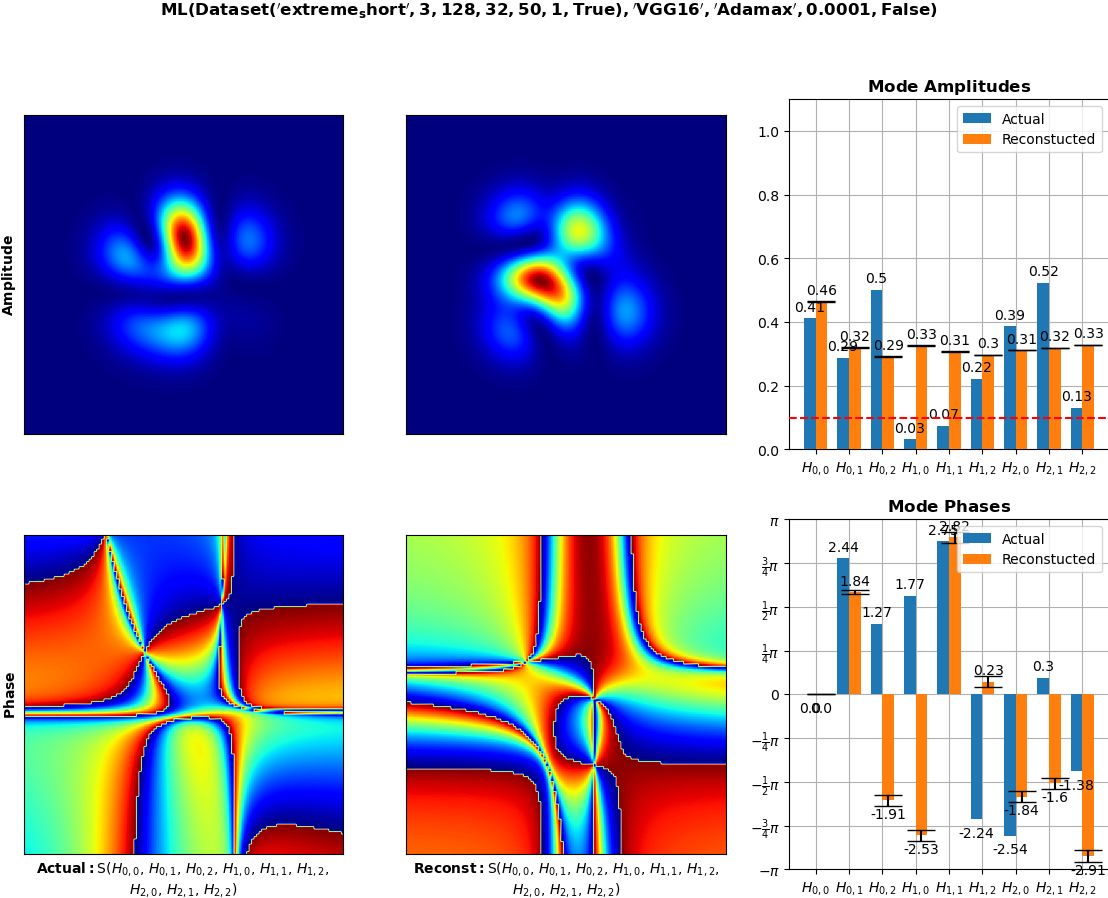 ML(Dataset('extreme_short', 3, 128, 32, 50, 1, True), 'VGG16', 'Adamax', 0.0001, False)
Amplitude
Mode Amplitudes
Actual
Reconstucted
1.0
0.8
0.6
0.4
0.2
0.0
0.41
0.46
0.29
0.32
0.5
0.29
0.03
0.33
0.07
0.31
0.22
0.3
0.39
0.31
0.52
0.32
0.13
0.33
H0,0 H0,1 H0,2 H1,0 H1,1 H1,2 H2,0 H2,1 H2,2
Phase
Mode Phases
Actual
Reconstucted
π
3/4π
1/2π
1/4π
0
−1/4π
−1/2π
−3/4π
−π
0.0
0.0
2.44
1.84
1.27
-1.91
1.77
-2.53
2.75
2.82
-2.24
0.23
-2.54
-1.84
0.3
-1.6
-1.38
-2.91
H0,0 H0,1 H0,2 H1,0 H1,1 H1,2 H2,0 H2,1 H2,2
Actual: S(H0,0, H0,1, H0,2, H1,0, H1,1, H1,2,
H2,0, H2,1, H2,2)
Reconst: S(H0,0, H0,1, H0,2, H1,0, H1,1, H1,2,
H2,0, H2,1, H2,2)